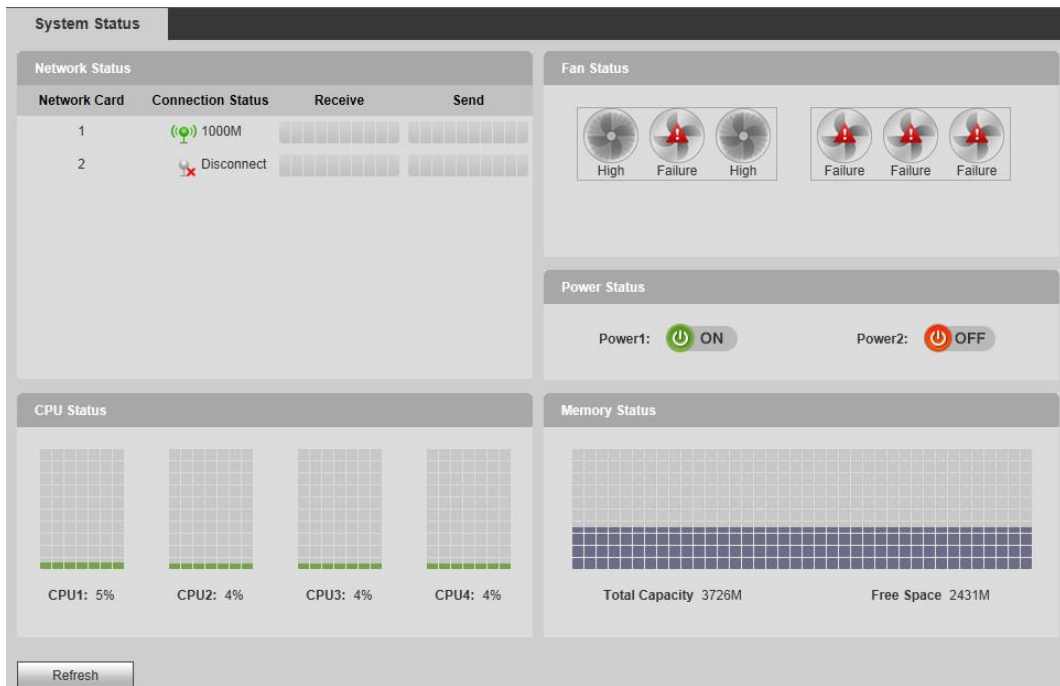 System Status
Network Status
Network Card Connection Status Receive Send
1 1000M
2 Disconnect
Fan Status
High Failure High Failure Failure Failure
Power Status
Power1: ON Power2: OFF
CPU Status
CPU1: 5% CPU2: 4% CPU3: 4% CPU4: 4%
Memory Status
Total Capacity 3726M Free Space 2431M
Refresh